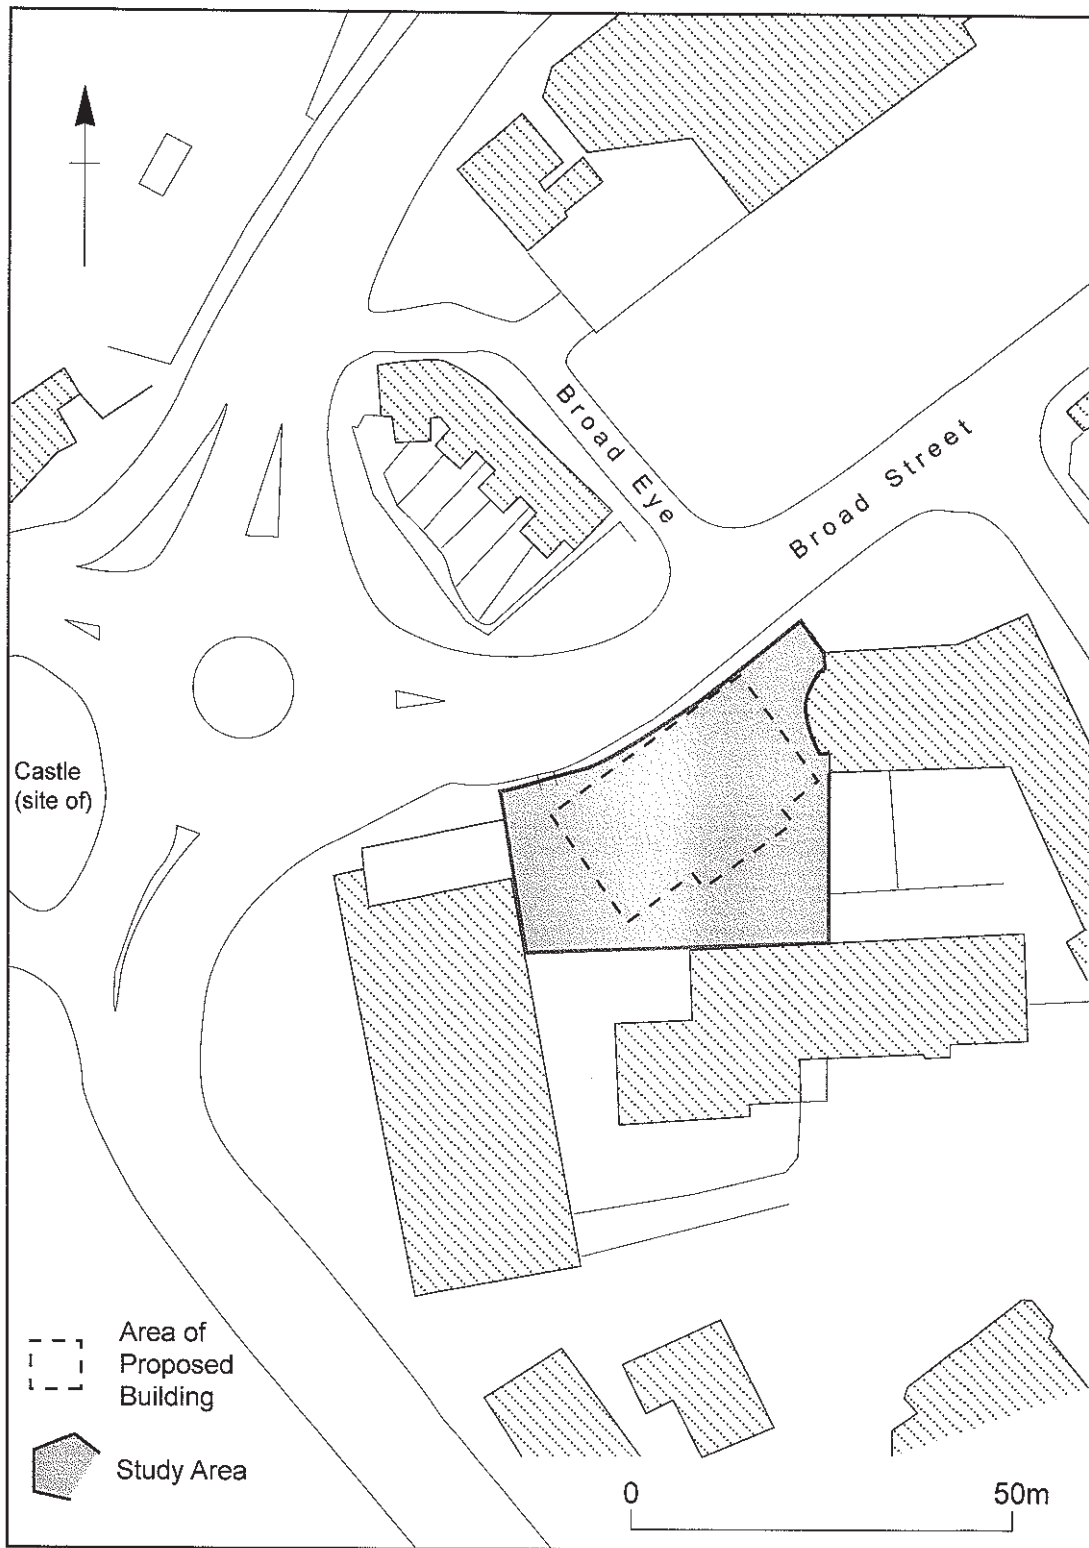 Broad Eye
Broad Street
Castle
(site of)
Area of
Proposed
Building
Study Area
0 50m